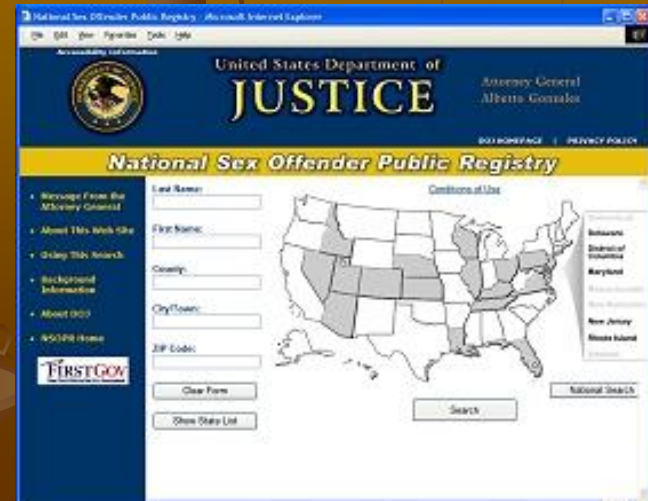 National Sex Offender Public Registry - Microsoft Internet Explorer
File Edit View Favorites Tools Help
Accessibility Information
United States Department of
JUSTICE
Attorney General
Alberto Gonzales
DOJ HOMEPAGE | PRIVACY POLICY
National Sex Offender Public Registry
Message From the
Attorney General
About This Web Site
Using This Search
Background
Information
About DOJ
NSOPR Home
FIRSTGOV
Last Name:
First Name:
County:
City/Town:
ZIP Code:
Clear Form
Show State List
Conditions of Use
Delaware
District of
Columbia
Maryland
New Jersey
Rhode Island
National Search
Search